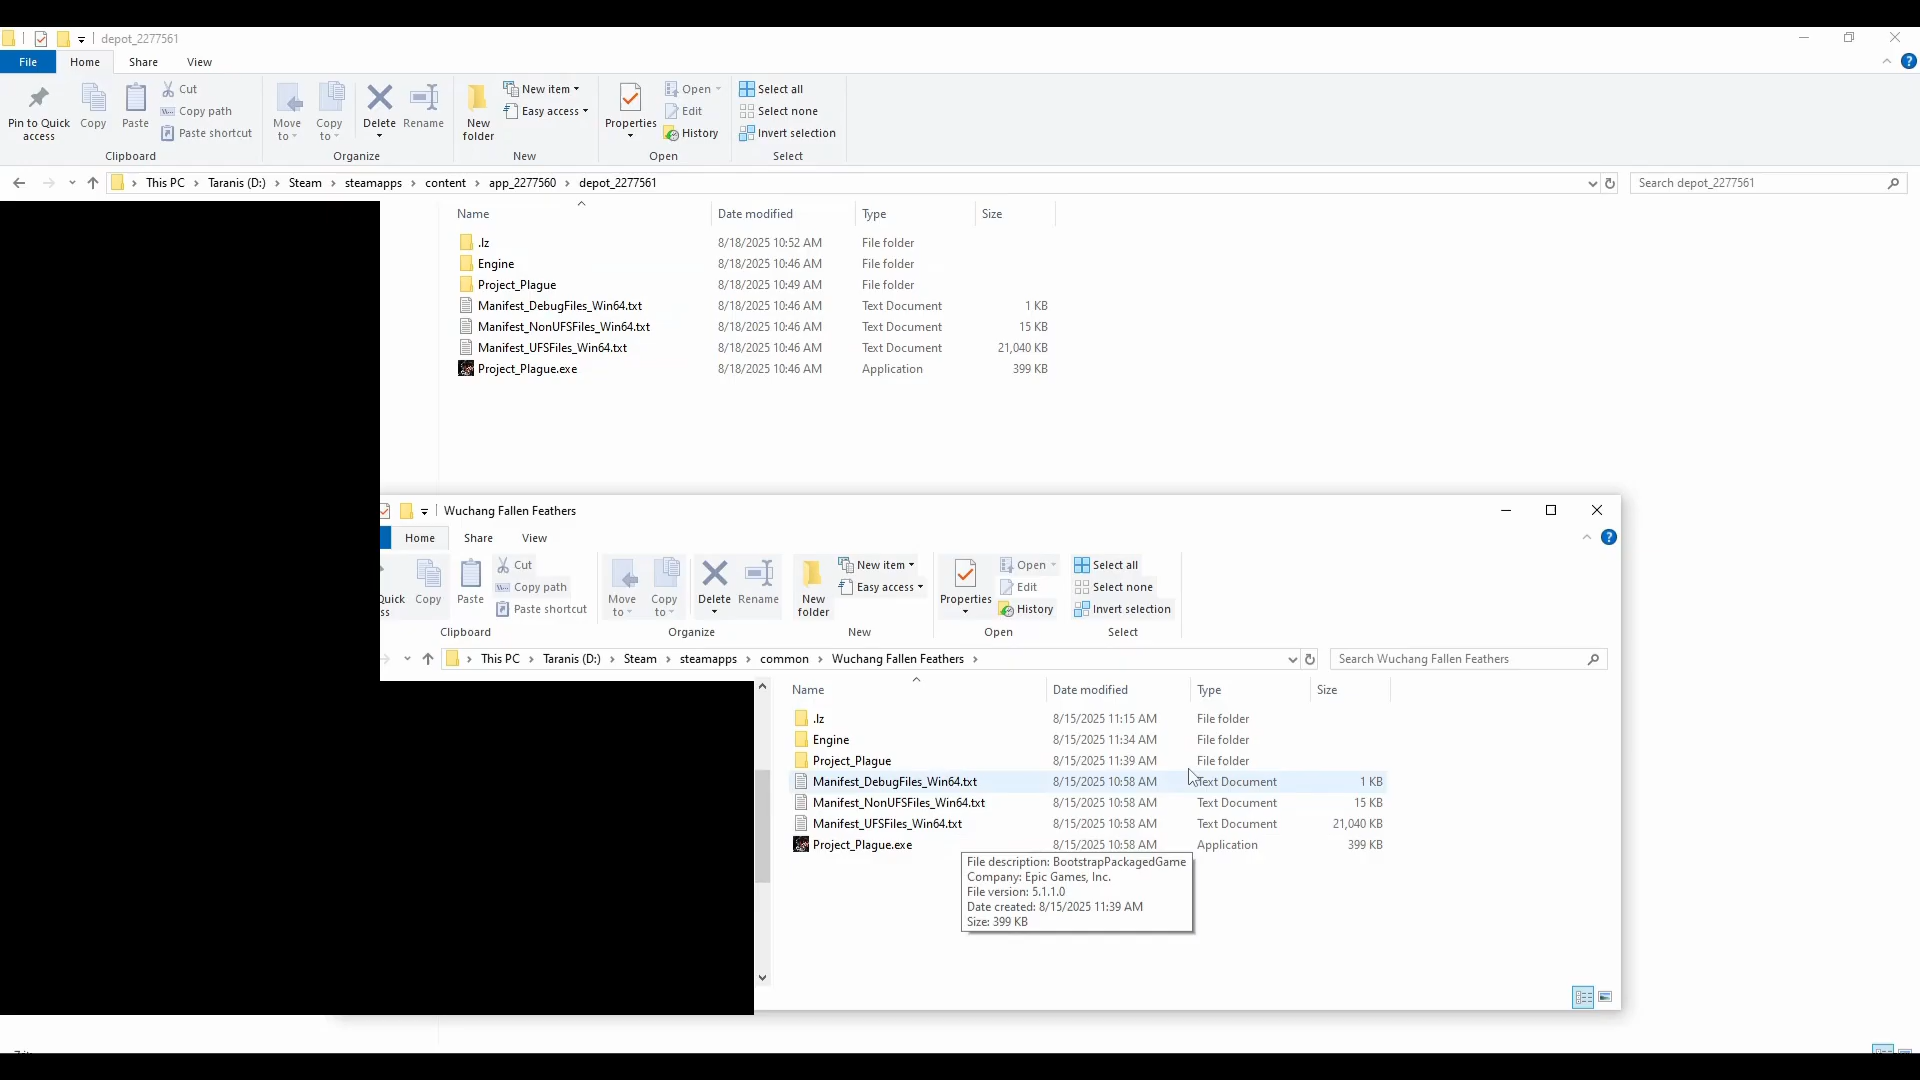 depot_2277561
File Home Share View
Pin to Quick access
Copy
Paste
Cut
Copy path
Paste shortcut
Clipboard
Move to
Copy to
Delete
Rename
Organize
New folder
New item
Easy access
New
Properties
Open
Edit
History
Open
Select all
Select none
Invert selection
Select
This PC > Taranis (D:) > Steam > steamapps > content > app_2277560 > depot_2277561
Search depot_2277561
Name Date modified Type Size
.lz 8/18/2025 10:52 AM File folder
Engine 8/18/2025 10:46 AM File folder
Project_Plague 8/18/2025 10:49 AM File folder
Manifest_DebugFiles_Win64.txt 8/18/2025 10:46 AM Text Document 1 KB
Manifest_NonUFSFiles_Win64.txt 8/18/2025 10:46 AM Text Document 15 KB
Manifest_UFSFiles_Win64.txt 8/18/2025 10:46 AM Text Document 21,040 KB
Project_Plague.exe 8/18/2025 10:46 AM Application 399 KB
Wuchang Fallen Feathers
Home Share View
Quick
ss
Copy
Paste
Cut
Copy path
Paste shortcut
Clipboard
Move to
Copy to
Delete
Rename
Organize
New folder
New item
Easy access
New
Properties
Open
Edit
History
Open
Select all
Select none
Invert selection
Select
This PC > Taranis (D:) > Steam > steamapps > common > Wuchang Fallen Feathers >
Search Wuchang Fallen Feathers
Name Date modified Type Size
.lz 8/15/2025 11:15 AM File folder
Engine 8/15/2025 11:34 AM File folder
Project_Plague 8/15/2025 11:39 AM File folder
Manifest_DebugFiles_Win64.txt 8/15/2025 10:58 AM Text Document 1 KB
Manifest_NonUFSFiles_Win64.txt 8/15/2025 10:58 AM Text Document 15 KB
Manifest_UFSFiles_Win64.txt 8/15/2025 10:58 AM Text Document 21,040 KB
Project_Plague.exe 8/15/2025 10:58 AM Application 399 KB
File description: BootstrapPackagedGame
Company: Epic Games, Inc.
File version: 5.1.1.0
Date created: 8/15/2025 11:39 AM
Size: 399 KB